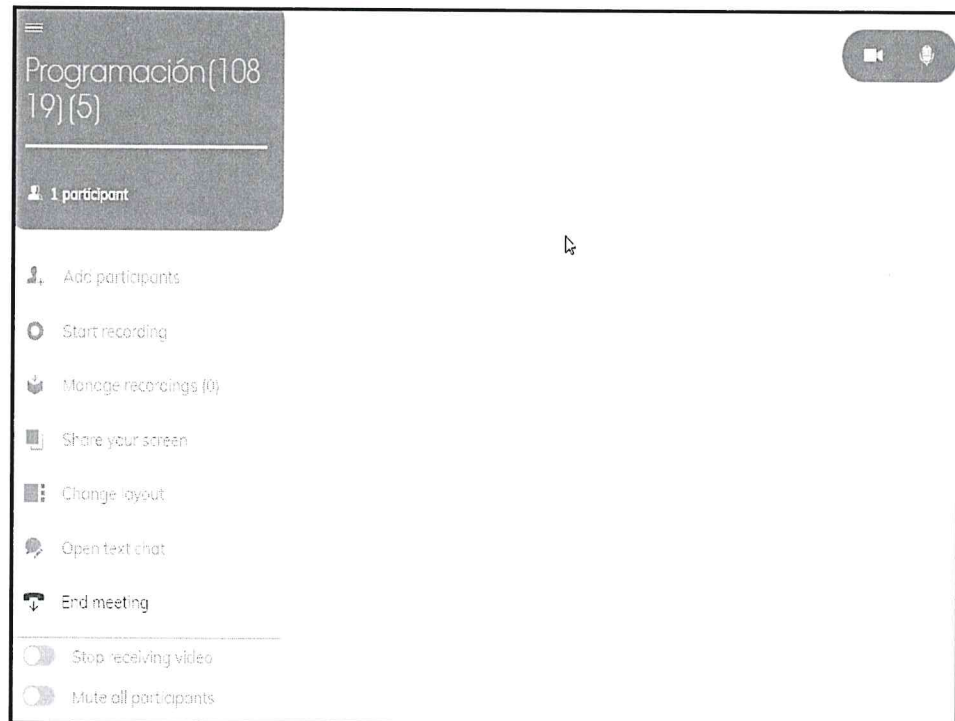 Programación(108
19)(5)
1 participant
Add participants
Start recording
Manage recordings (0)
Share your screen
Change layout
Open text chat
End meeting
Stop receiving video
Mute all participants